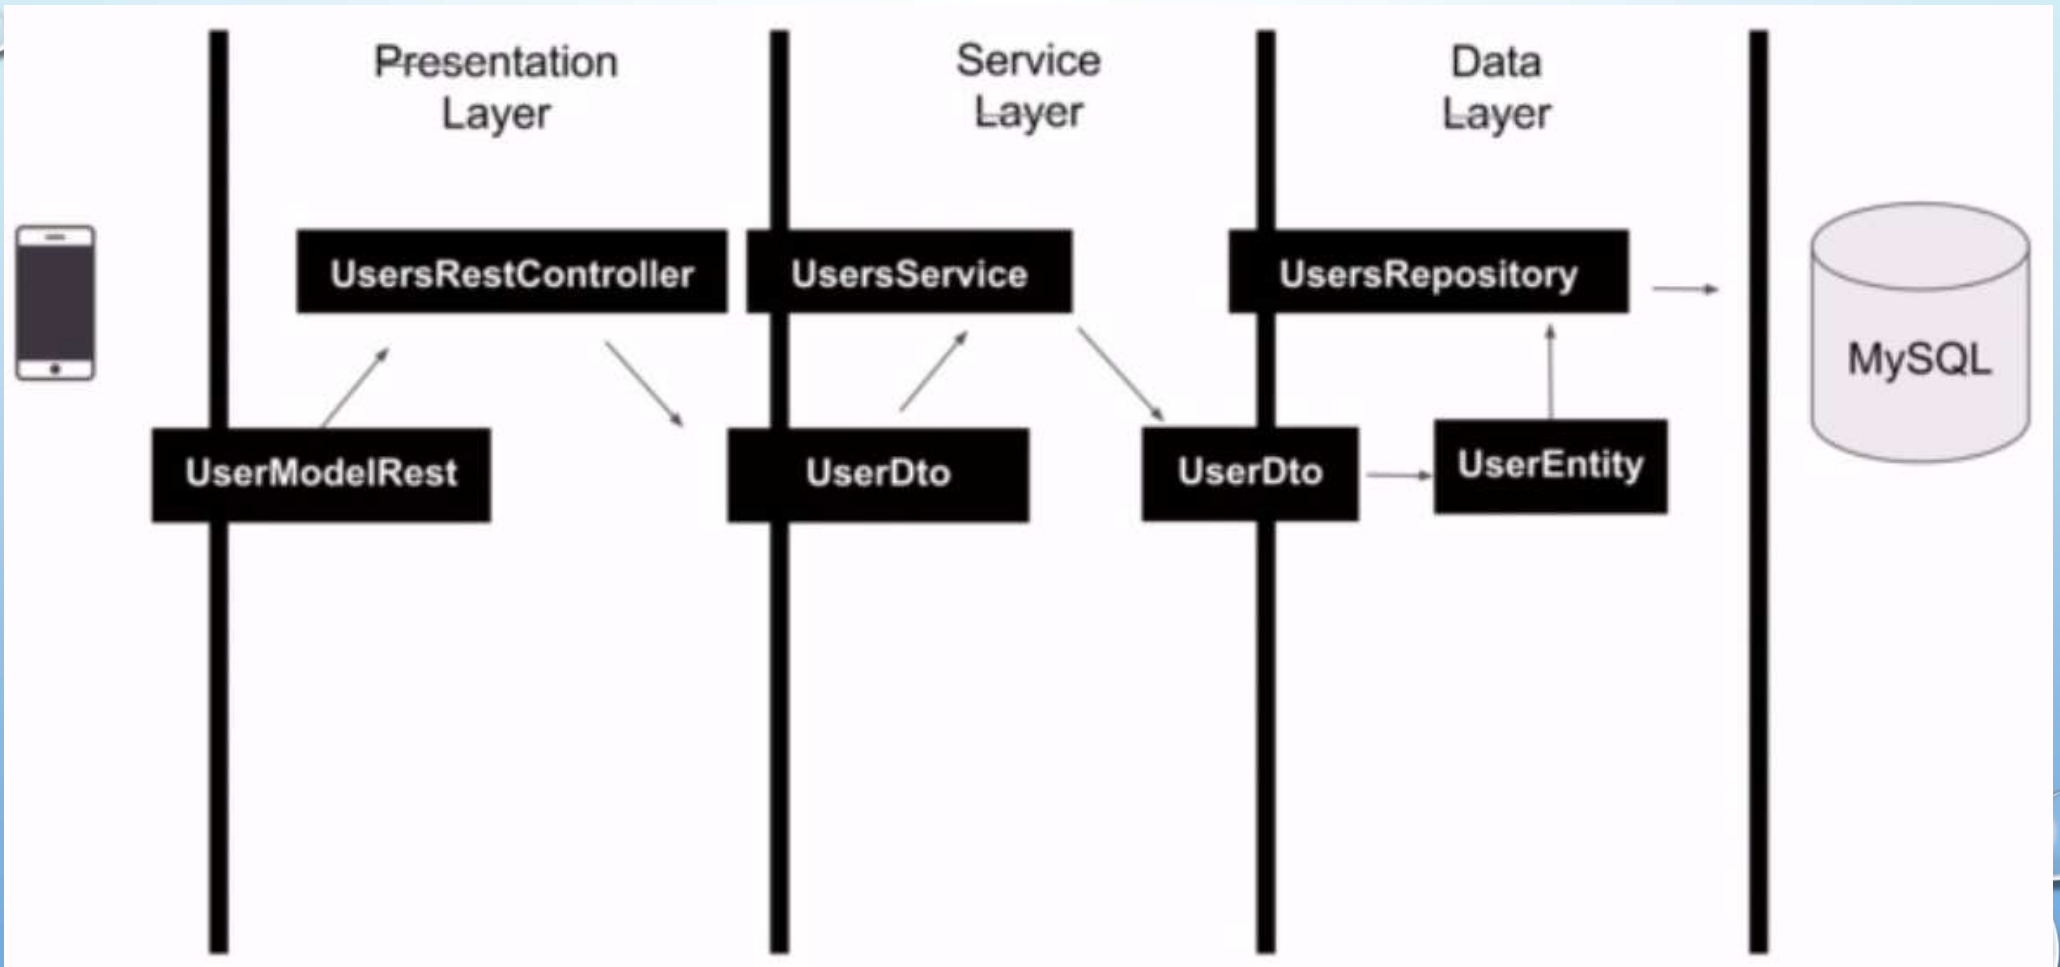 Presentation
Layer
Service
Layer
Data
Layer
UsersRestController
UsersService
UsersRepository
MySQL
UserModelRest
UserDto
UserDto
UserEntity